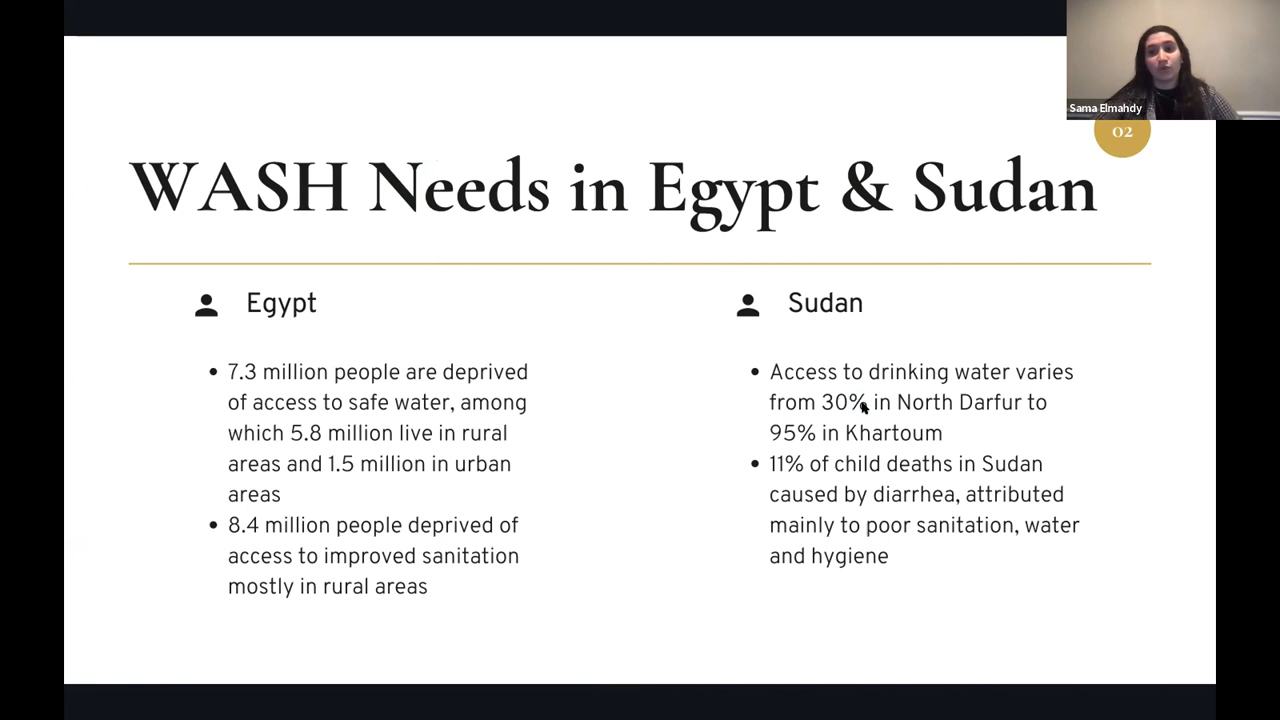 Sama Elmahdy
02
WASH Needs in Egypt & Sudan
Egypt
• 7.3 million people are deprived
of access to safe water, among
which 5.8 million live in rural
areas and 1.5 million in urban
areas
• 8.4 million people deprived of
access to improved sanitation
mostly in rural areas
Sudan
• Access to drinking water varies
from 30% in North Darfur to
95% in Khartoum
• 11% of child deaths in Sudan
caused by diarrhea, attributed
mainly to poor sanitation, water
and hygiene